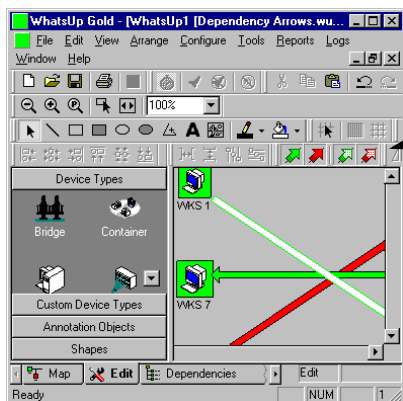 WhatsUp Gold - [WhatsUp1 [Dependency Arrows.wu...
File Edit View Arrange Configure Tools Reports Logs
Window Help
100%
A
Device Types
Bridge Container
WKS 1
WKS 7
Custom Device Types
Annotation Objects
Shapes
Map Edit Dependencies Edit
Ready NUM 1